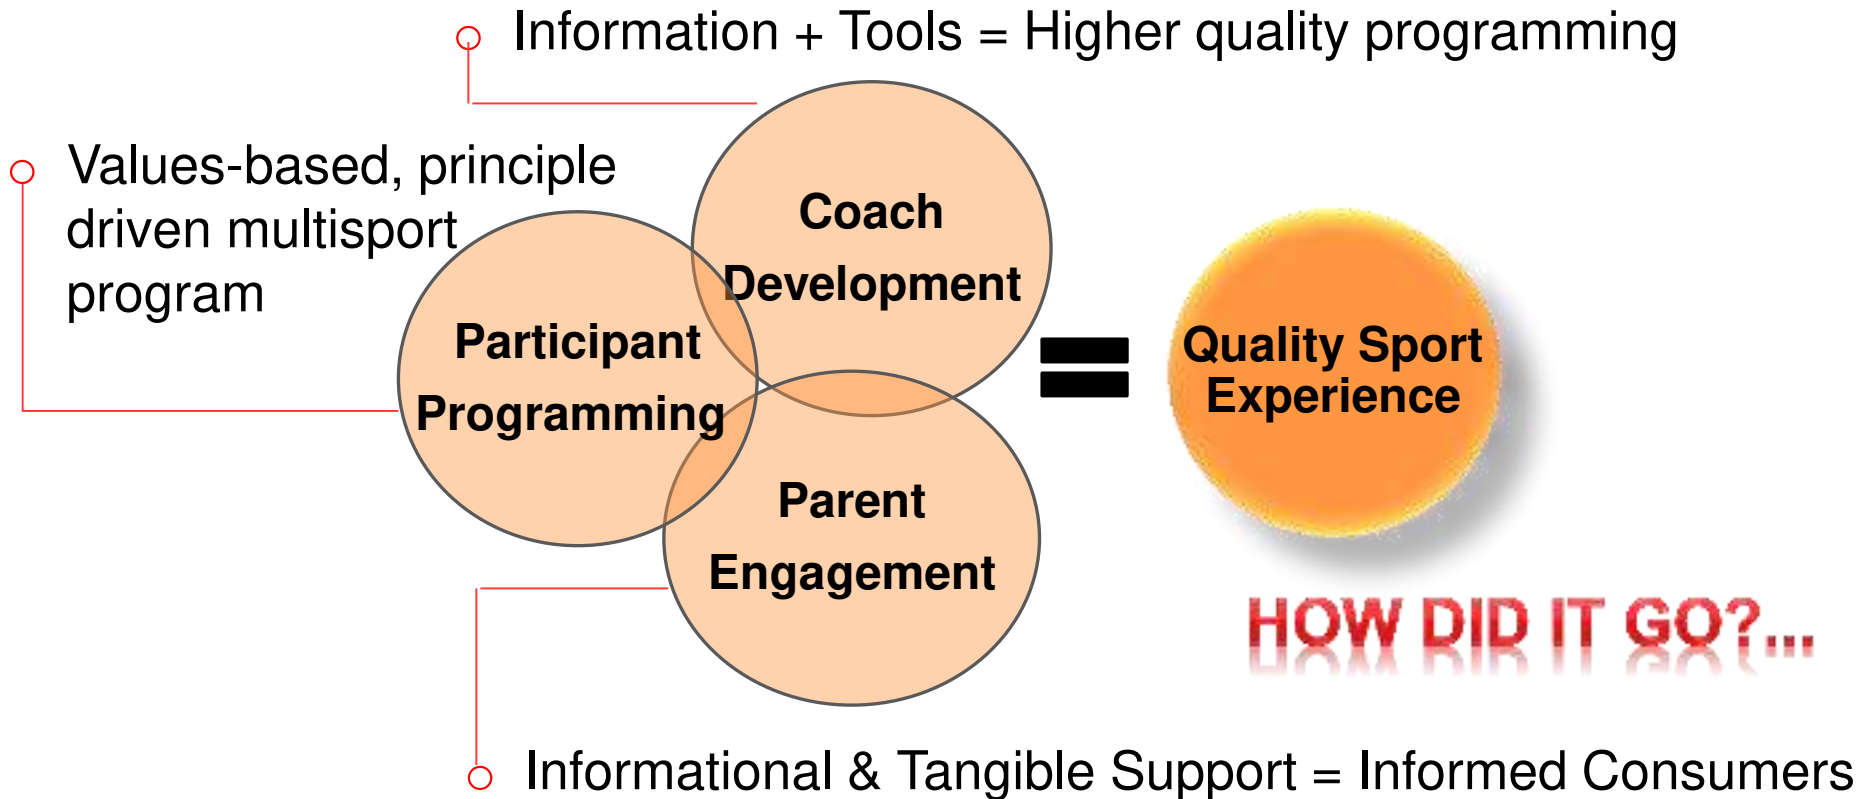 Information + Tools = Higher quality programming
Values-based, principle
driven multisport
program
Coach
Development
Participant
Programming
Parent
Engagement
Quality Sport
Experience
HOW DID IT GO?...
Informational & Tangible Support = Informed Consumers